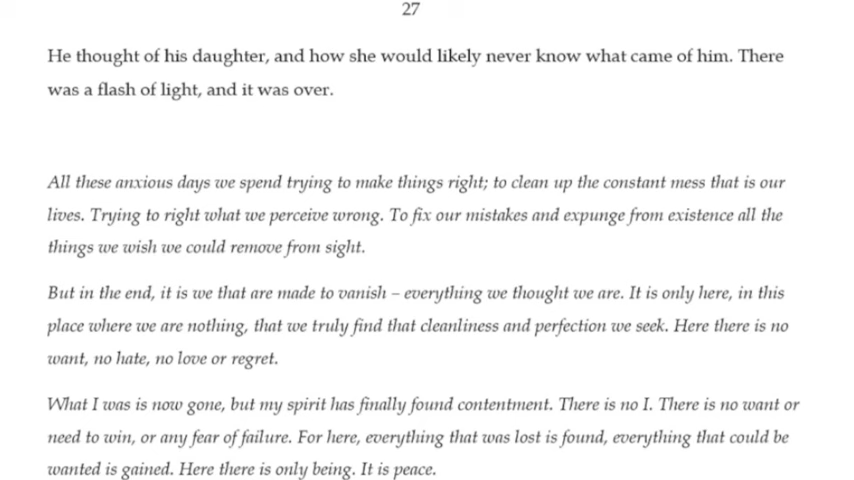 27
He thought of his daughter, and how she would likely never know what came of him. There
was a flash of light, and it was over.
All these anxious days we spend trying to make things right; to clean up the constant mess that is our
lives. Trying to right what we perceive wrong. To fix our mistakes and expunge from existence all the
things we wish we could remove from sight.
But in the end, it is we that are made to vanish – everything we thought we are. It is only here, in this
place where we are nothing, that we truly find that cleanliness and perfection we seek. Here there is no
want, no hate, no love or regret.
What I was is now gone, but my spirit has finally found contentment. There is no I. There is no want or
need to win, or any fear of failure. For here, everything that was lost is found, everything that could be
wanted is gained. Here there is only being. It is peace.